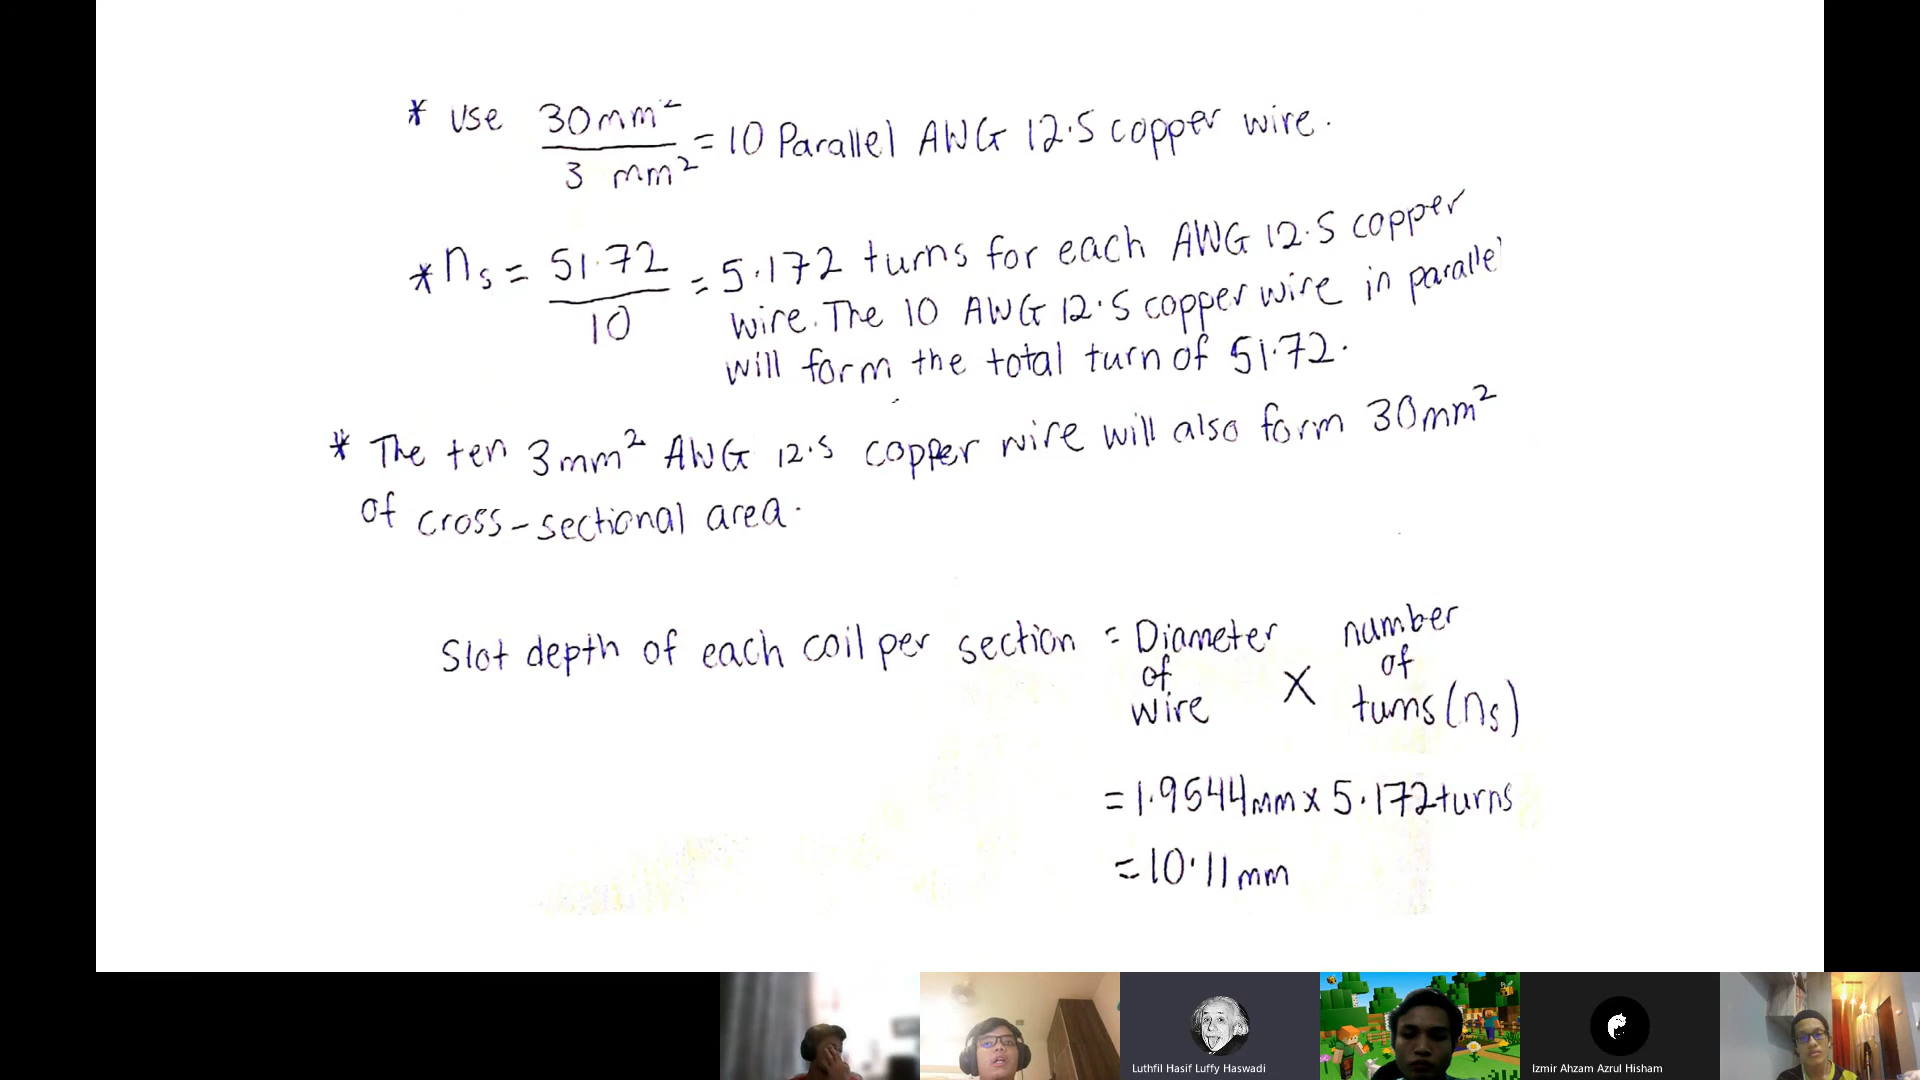 * Use 30mm² / 3 mm² = 10 Parallel AWG 12.5 copper wire.
* ns = 51.72 / 10 = 5.172 turns for each AWG 12.5 copper
wire. The 10 AWG 12.5 copper wire in parallel
will form the total turn of 51.72.
* The ten 3mm² AWG 12.5 copper wire will also form 30mm²
of cross-sectional area.
Slot depth of each coil per section = Diameter of wire X number of turns (ns)
= 1.9544mm x 5.172turns
= 10.11mm
Luthfil Hasif Luffy Haswadi
Izmir Ahzam Azrul Hisham